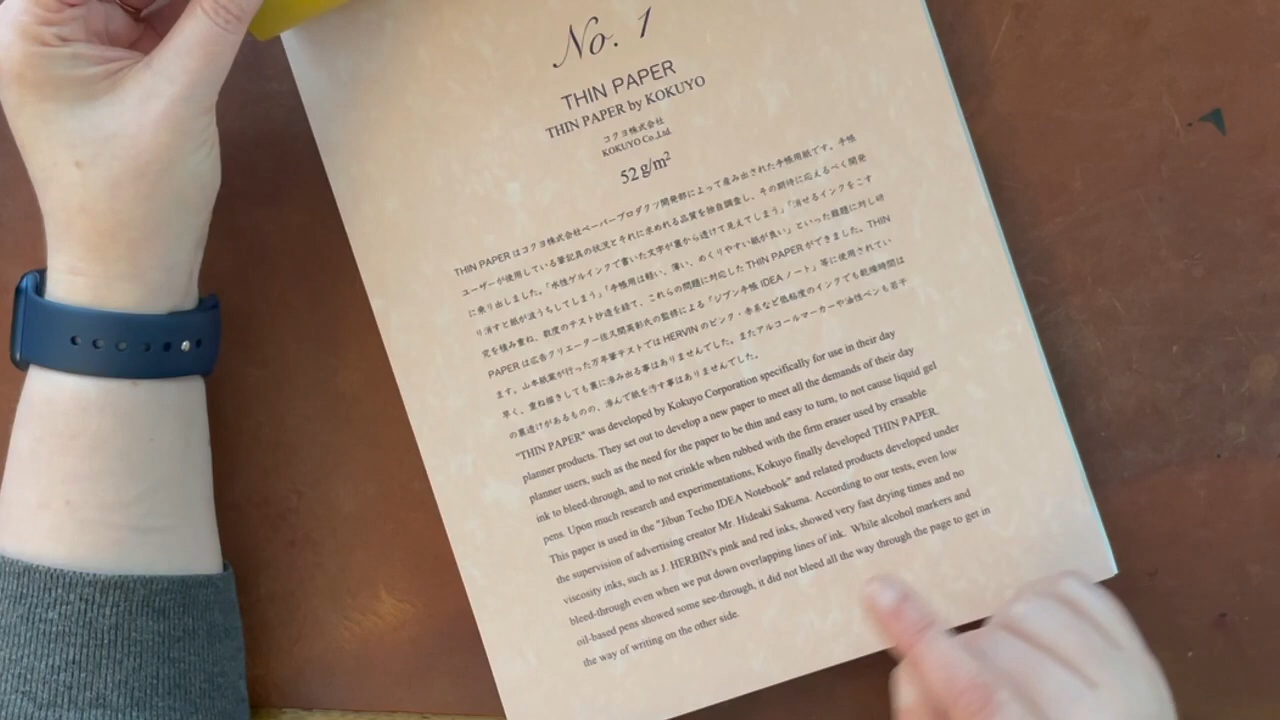 No. 1
THIN PAPER
THIN PAPER by KOKUYO
コクヨ株式会社
KOKUYO Co.,Ltd.
52g/m²
THIN PAPER はコクヨ株式会社ペーパープロダクツ開発部によって産み出された手帳用紙です。手帳
ユーザーが使用している筆記具の状況とそれに求めれる品質を独自調査し、その期待に応えるべく開発
に乗り出しました。「水性ゲルインクで書いた文字が裏から透けて見えてしまう」「消せるインクをこす
り消すと紙が波うちしてしまう」「手帳用は軽い、薄い、めくりやすい紙が良い」といった難題に対し研
究を積み重ね、数度のテスト抄造を経て、これらの問題に対応した THIN PAPER ができました。THIN
PAPER は広告クリエーター佐久間英彰氏の監修による『ジブン手帳 IDEA ノート』等に使用されてい
ます。山本紙業が行った万年筆テストでは HERVIN のピンク・赤系など低粘度のインクでも乾燥時間は
早く、重ね描きしても裏に滲み出る事はありませんでした。またアルコールマーカーや油性ペンも若干
の裏透けがあるものの、滲んで紙を汚す事はありませんでした。
"THIN PAPER" was developed by Kokuyo Corporation specifically for use in their day
planner products. They set out to develop a new paper to meet all the demands of their day
planner users, such as the need for the paper to be thin and easy to turn, to not cause liquid gel
ink to bleed-through, and to not crinkle when rubbed with the firm eraser used by erasable
pens. Upon much research and experimentations, Kokuyo finally developed THIN PAPER.
This paper is used in the "Jibun Techo IDEA Notebook" and related products developed under
the supervision of advertising creator Mr. Hideaki Sakuma. According to our tests, even low
viscosity inks, such as J. HERBIN's pink and red inks, showed very fast drying times and no
bleed-through even when we put down overlapping lines of ink. While alcohol markers and
oil-based pens showed some see-through, it did not bleed all the way through the page to get in
the way of writing on the other side.